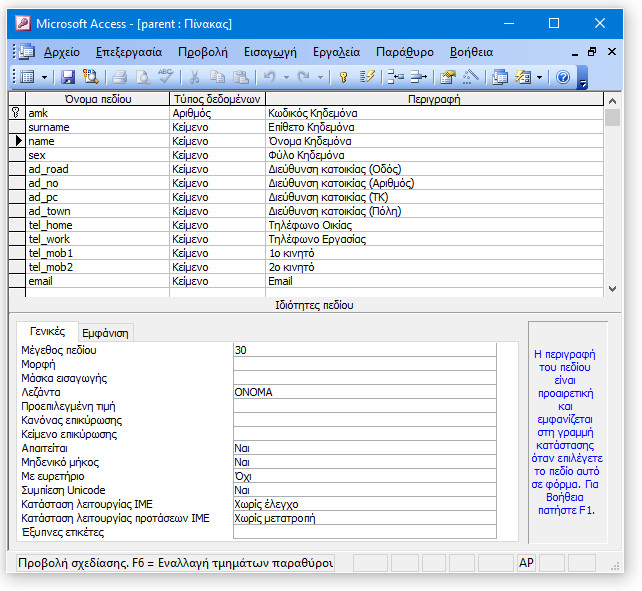 Microsoft Access - [parent : Πίνακας]
Αρχείο Επεξεργασία Προβολή Εισαγωγή Εργαλεία Παράθυρο Βοήθεια
Όνομα πεδίου Τύπος δεδομένων Περιγραφή
amk Αριθμός Κωδικός Κηδεμόνα
surname Κείμενο Επίθετο Κηδεμόνα
name Κείμενο Όνομα Κηδεμόνα
sex Κείμενο Φύλο Κηδεμόνα
ad_road Κείμενο Διεύθυνση κατοικίας (Οδός)
ad_no Κείμενο Διεύθυνση κατοικίας (Αριθμός)
ad_pc Κείμενο Διεύθυνση κατοικίας (ΤΚ)
ad_town Κείμενο Διεύθυνση κατοικίας (Πόλη)
tel_home Κείμενο Τηλέφωνο Οικίας
tel_work Κείμενο Τηλέφωνο Εργασίας
tel_mob1 Κείμενο 1ο κινητό
tel_mob2 Κείμενο 2ο κινητό
email Κείμενο Email
Ιδιότητες πεδίου
Γενικές Εμφάνιση
Μέγεθος πεδίου 30
Μορφή
Μάσκα εισαγωγής
Λεζάντα ΟΝΟΜΑ
Προεπιλεγμένη τιμή
Κανόνας επικύρωσης
Κείμενο επικύρωσης
Απαιτείται Ναι
Μηδενικό μήκος Ναι
Με ευρετήριο Όχι
Συμπίεση Unicode Ναι
Κατάσταση λειτουργίας IME Χωρίς έλεγχο
Κατάσταση λειτουργίας προτάσεων IME Χωρίς μετατροπή
Έξυπνες ετικέτες
Η περιγραφή
του πεδίου
είναι
προαιρετική
και
εμφανίζεται
στη γραμμή
κατάστασης
όταν επιλέγετε
το πεδίο αυτό
σε φόρμα. Για
Βοήθεια
πατήστε F1.
Προβολή σχεδίασης. F6 = Εναλλαγή τμημάτων παραθύρου ΑΡ